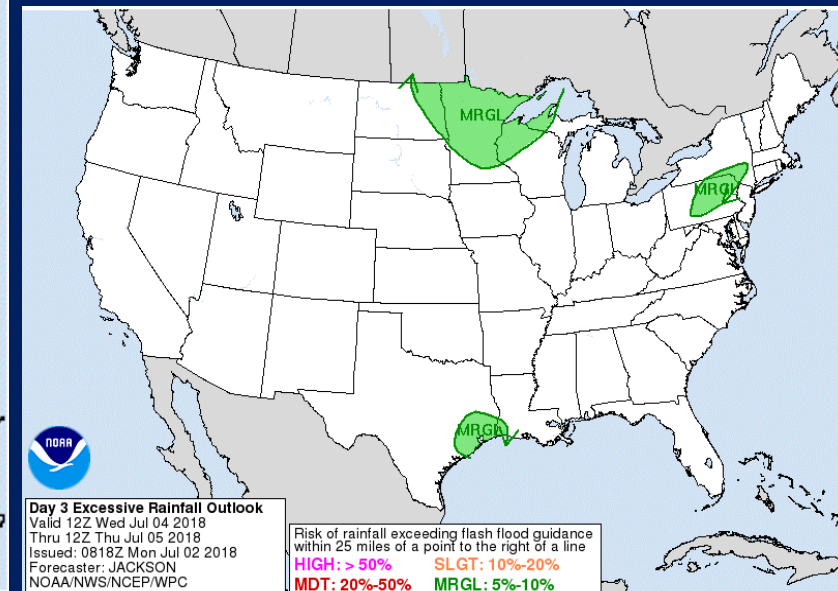 MRGL
MRGL
MRGL
NOAA
Day 3 Excessive Rainfall Outlook
Valid 12Z Wed Jul 04 2018
Thru 12Z Thu Jul 05 2018
Issued: 0818Z Mon Jul 02 2018
Forecaster: JACKSON
NOAA/NWS/NCEP/WPC
Risk of rainfall exceeding flash flood guidance
within 25 miles of a point to the right of a line
HIGH: > 50% SLGT: 10%-20%
MDT: 20%-50% MRGL: 5%-10%